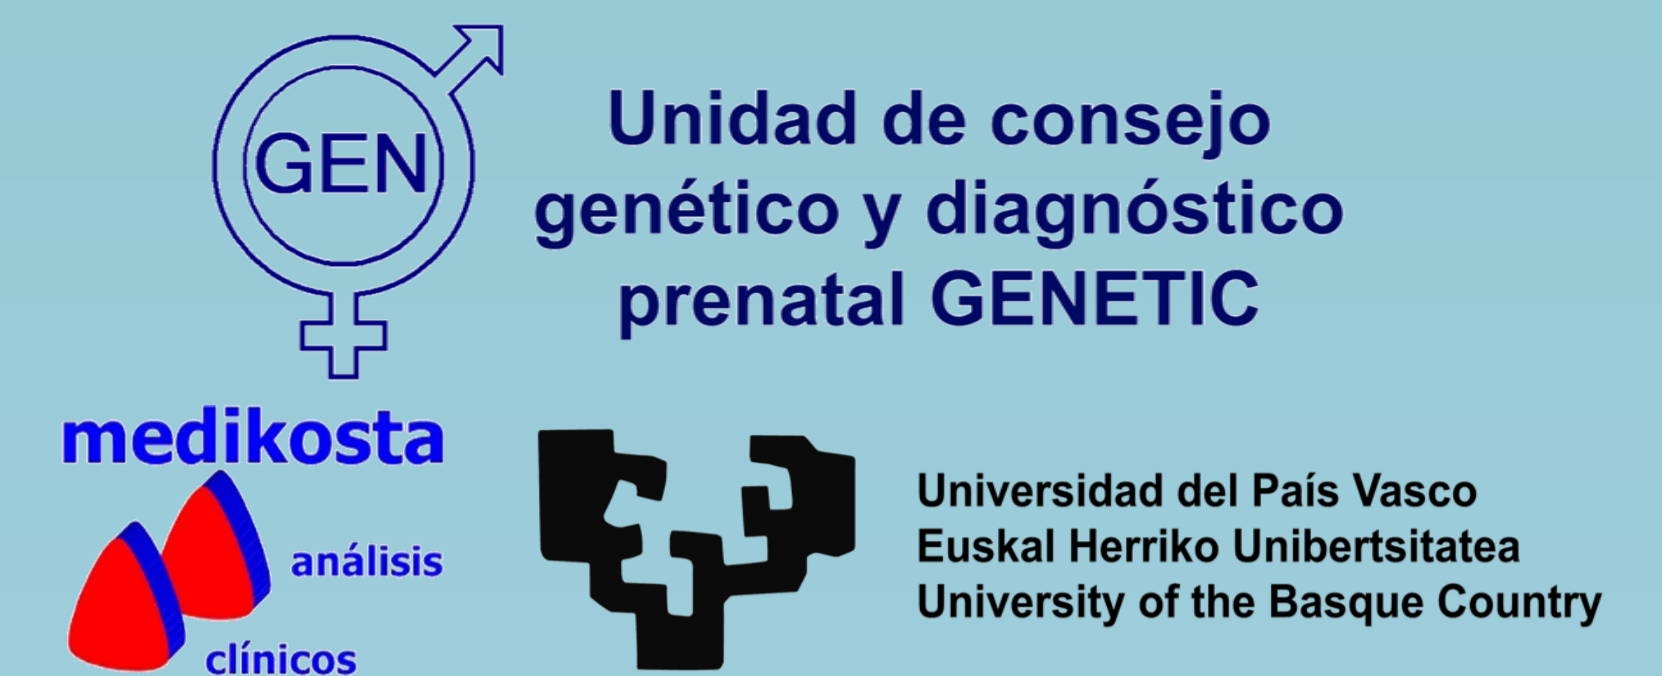 GEN
Unidad de consejo
genético y diagnóstico
prenatal GENETIC
medikosta
análisis
clínicos
Universidad del País Vasco
Euskal Herriko Unibertsitatea
University of the Basque Country